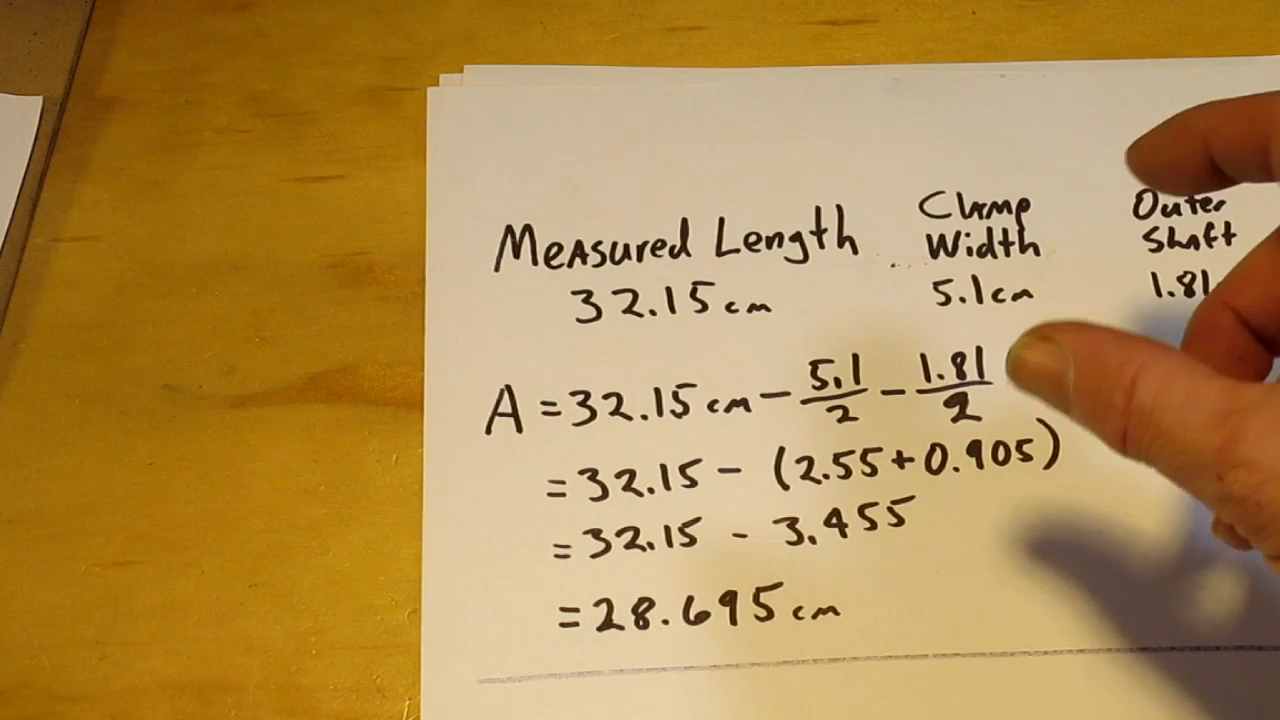 Measured Length
32.15 cm
Clamp
Width
5.1 cm
Outer
Shaft
1.81
A = 32.15 cm - 5.1/2 - 1.81/2
= 32.15 - (2.55 + 0.905)
= 32.15 - 3.455
= 28.695 cm